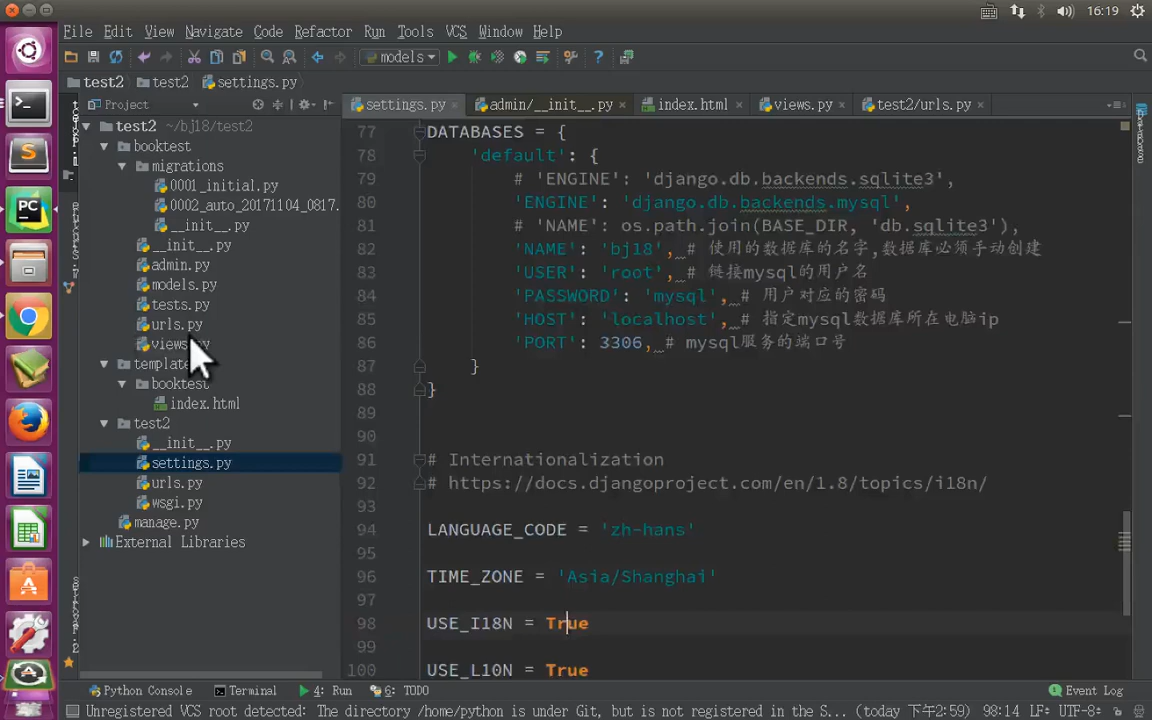 16:19
File Edit View Navigate Code Refactor Run Tools VCS Window Help
models
test2 test2 settings.py
Project
settings.py admin/__init__.py index.html views.py test2/urls.py
test2 ~/bj18/test2
booktest
migrations
0001_initial.py
0002_auto_20171104_0817.
__init__.py
__init__.py
admin.py
models.py
tests.py
urls.py
views.py
template
booktest
index.html
test2
__init__.py
settings.py
urls.py
wsgi.py
manage.py
External Libraries
77 DATABASES = {
78 'default': {
79 # 'ENGINE': 'django.db.backends.sqlite3',
80 'ENGINE': 'django.db.backends.mysql',
81 # 'NAME': os.path.join(BASE_DIR, 'db.sqlite3'),
82 'NAME': 'bj18', # 使用的数据库的名字,数据库必须手动创建
83 'USER': 'root', # 链接mysql的用户名
84 'PASSWORD': 'mysql', # 用户对应的密码
85 'HOST': 'localhost', # 指定mysql数据库所在电脑ip
86 'PORT': 3306, # mysql服务的端口号
87 }
88 }
89
90
91 # Internationalization
92 # https://docs.djangoproject.com/en/1.8/topics/i18n/
93
94 LANGUAGE_CODE = 'zh-hans'
95
96 TIME_ZONE = 'Asia/Shanghai'
97
98 USE_I18N = True
99
100 USE_L10N = True
Python Console Terminal 4: Run 6: TODO Event Log
Unregistered VCS root detected: The directory /home/python is under Git, but is not registered in the S... (today 下午2:59) 98:14 LF÷ UTF-8÷